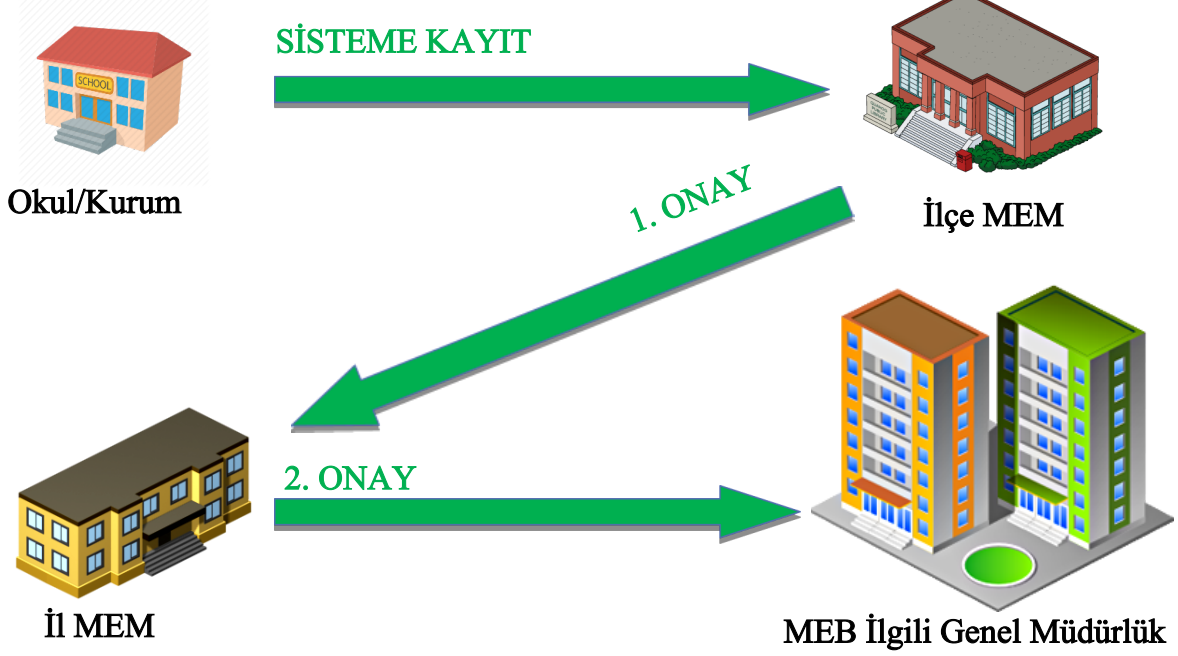 SİSTEME KAYIT
SCHOOL
Okul/Kurum
1. ONAY
İlçe MEM
2. ONAY
İl MEM
MEB İlgili Genel Müdürlük